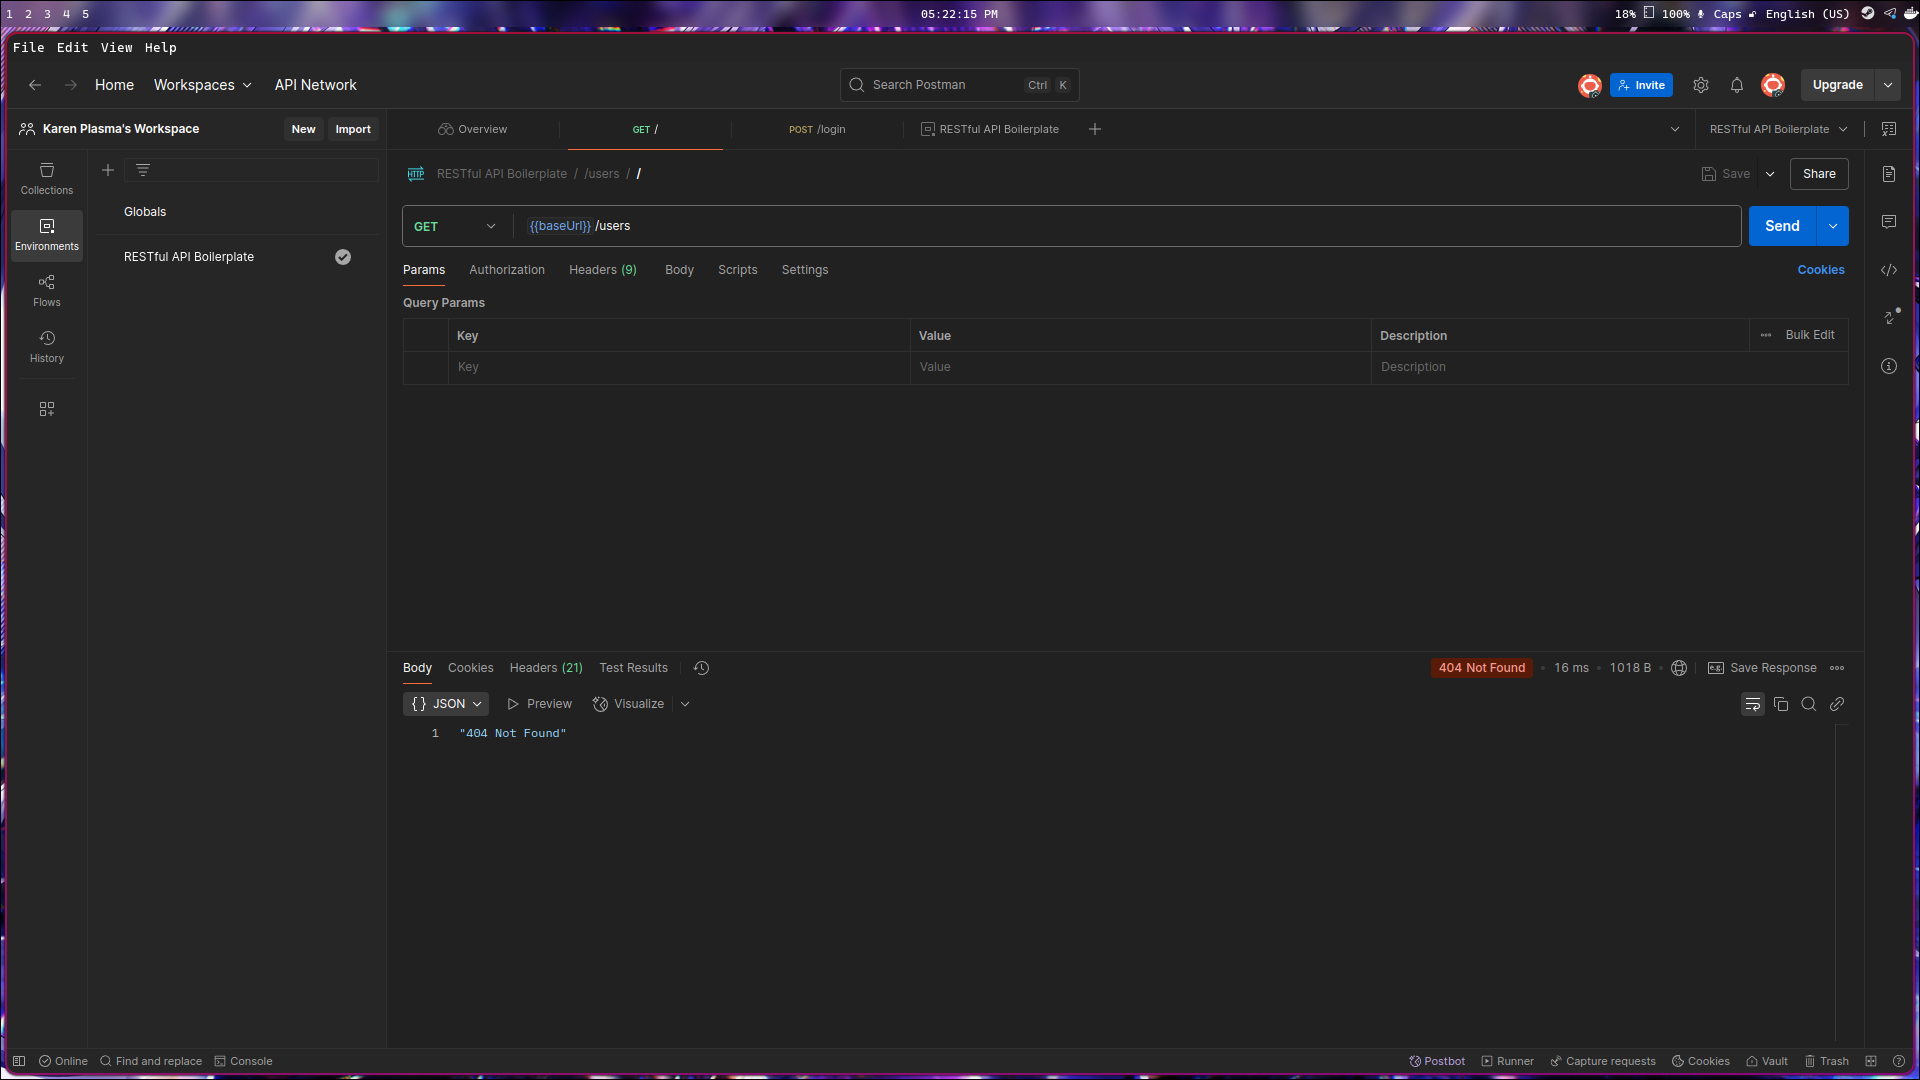 1 2 3 4 5
05:22:15 PM
18% 100% Caps English (US)
File Edit View Help
Home Workspaces API Network
Search Postman Ctrl K
Invite
Upgrade
Karen Plasma's Workspace New Import
Overview GET / POST /login RESTful API Boilerplate
RESTful API Boilerplate
Collections
Environments
Flows
History
Globals
RESTful API Boilerplate
HTTP RESTful API Boilerplate / /users / /
Save Share
GET {{baseUrl}} /users
Send
Params Authorization Headers (9) Body Scripts Settings
Cookies
Query Params
Key Value Description Bulk Edit
Key Value Description
Body Cookies Headers (21) Test Results
404 Not Found 16 ms 1018 B e.g. Save Response
{} JSON Preview Visualize
1 "404 Not Found"
Online Find and replace Console
Postbot Runner Capture requests Cookies Vault Trash